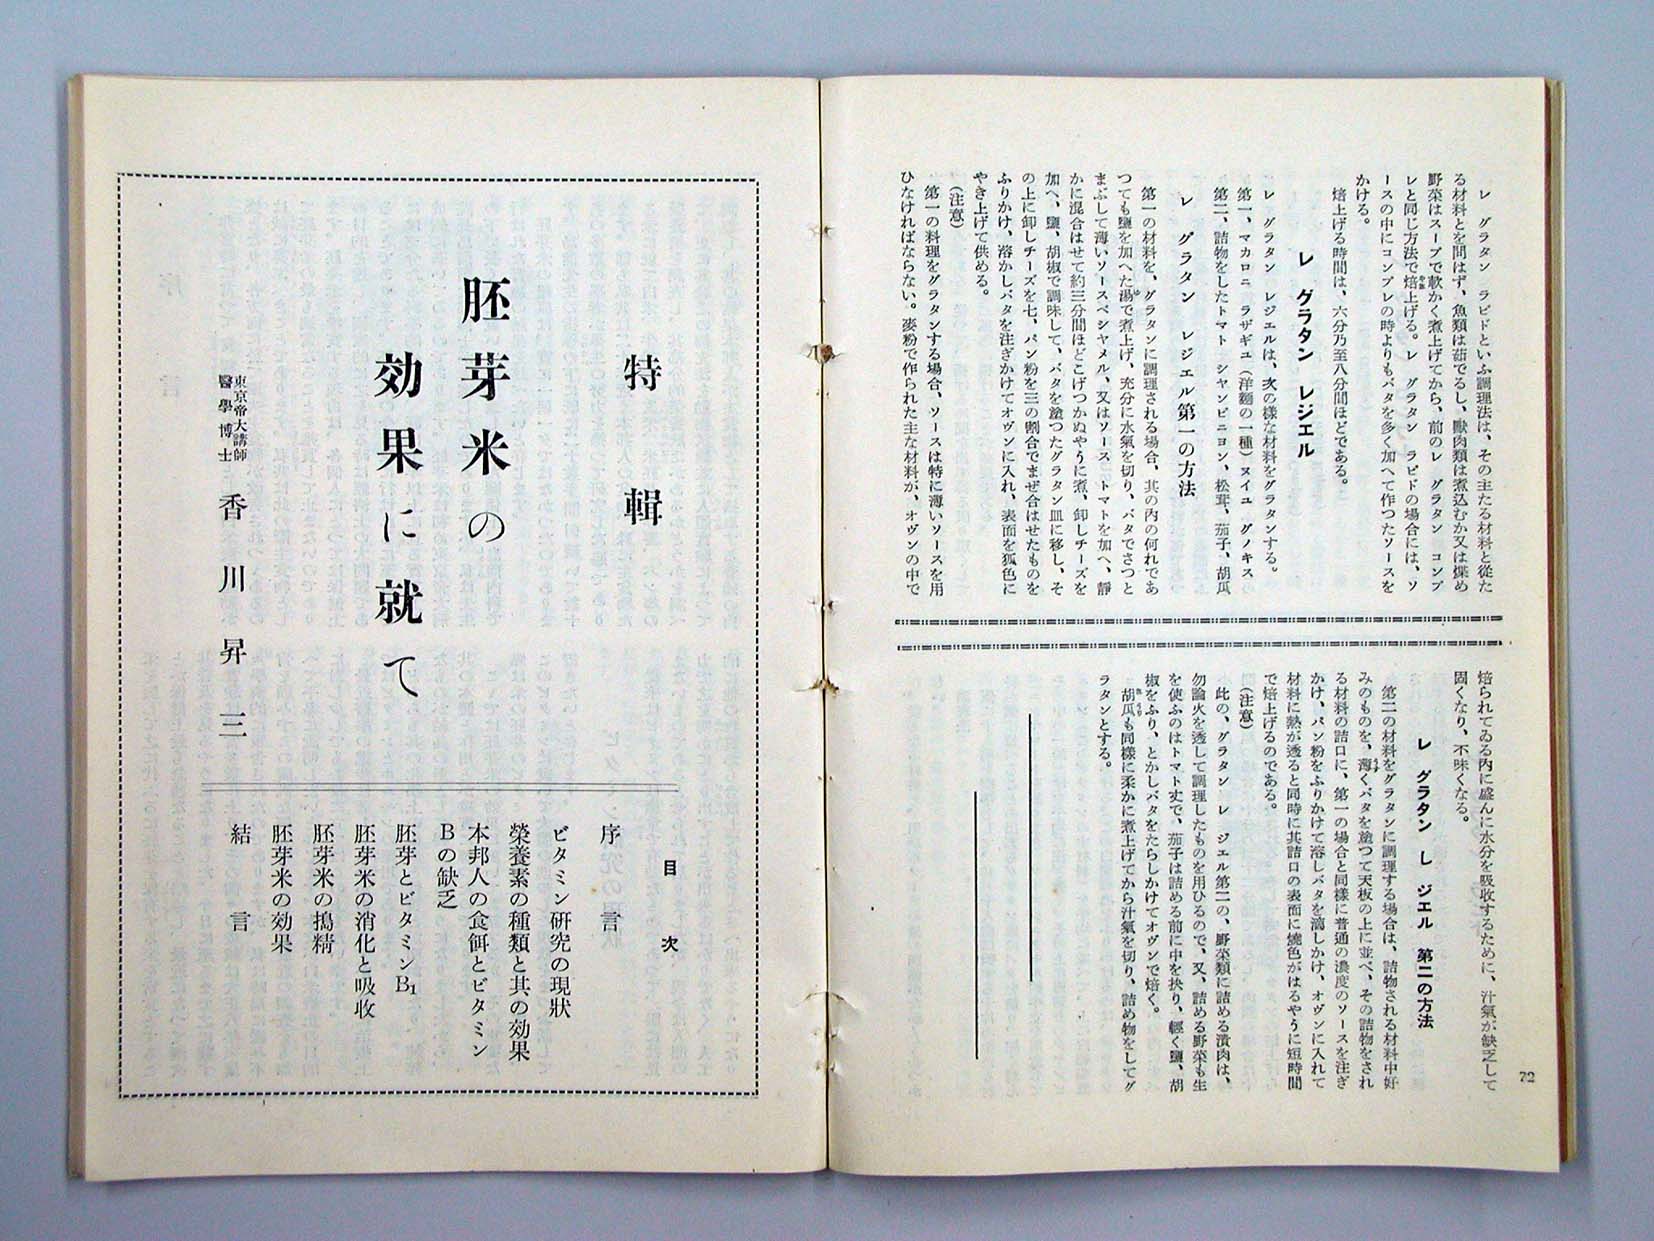 レ　グラタン　ラピドといふ調理法は、その主たる材料と從た
る材料とを問はず、魚類は茹でるし、獸肉類は煮込むか又は煠め
野菜はスープで軟かく煮上げてから、前のレ　グラタン　コンプ
レと同じ方法で焙上げる。レ　グラタン　ラピドの場合には、ソ
ースの中にコンプレの時よりもバタを多く加へて作つたソースを
かける。
焙上げる時間は、六分乃至八分間ほどである。
レ　グラタン　レジエル
レ　グラタン　レジエルは、次の樣な材料をグラタンする。
第一、マカロニ　ラザギユ（洋麵の一種）ヌイユ　グノキス
第二、詰物をしたトマト　シヤンピニヨン、松茸、茄子、胡瓜
レ　グラタン　レジエル第一の方法
第一の材料を、グラタンに調理される場合、其の内の何れであ
つても鹽を加へた湯で煮上げ、充分に水氣を切り、バタでさつと
まぶして薄いソースベシヤメル、又はソース　トマトを加へ、靜
かに混合はせて約三分間ほどこげつかぬやうに煮、卸しチーズを
加へ、鹽、胡椒で調味して、バタを塗つたグラタン皿に移し、そ
の上に卸しチーズを七、パン粉を三の割合でまぜ合はせたものを
ふりかけ、溶かしバタを注ぎかけてオヴンに入れ、表面を狐色に
やき上げて供める。
（注意）
第一の料理をグラタンする場合、ソースは特に薄いソースを用
ひなければならない。麥粉で作られた主な材料が、オヴンの中で
焙られてゐる内に盛んに水分を吸收するために、汁氣が缺乏して
固くなり、不味くなる。
レ　グラタン　レ　ジエル　第二の方法
第二の材料をグラタンに調理する場合は、詰物される材料中好
みのものを、薄くバタを塗つて天板の上に並べ、その詰物をされ
る材料の詰口に、第一の場合と同樣に普通の濃度のソースを注ぎ
かけ、パン粉をふりかけて溶しバタを滴しかけ、オヴンに入れて
材料に熱が透ると同時に其詰口の表面に燒色がはるやうに短時間
で焙上げるのである。
（注意）
此の、グラタン　レ　ジエル第二の、野菜類に詰める潰肉は、
勿論火を透して調理したものを用ひるので、又、詰める野菜も生
を使ふのはトマト丈で、茄子は詰める前に中を抉り、輕く鹽、胡
椒をふり、とかしバタをたらしかけてオヴンで焙く。
胡瓜も同樣に柔かに煮上げてから汁氣を切り、詰め物をしてグ
ラタンとする。
72
特輯
胚芽米の
効果に就て
東京帝大講師
醫學博士
香川昇三
目次
序言
ビタミン研究の現狀
榮養素の種類と其の効果
本邦人の食餌とビタミン
Bの缺乏
胚芽とビタミンB₁
胚芽米の消化と吸收
胚芽米の搗精
胚芽米の効果
結言